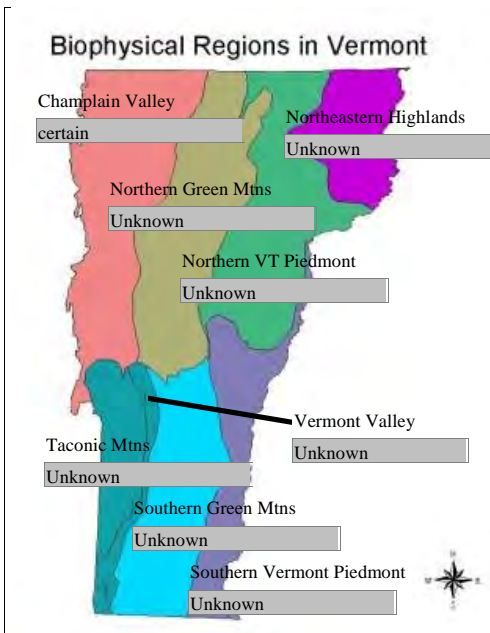 Biophysical Regions in Vermont
Champlain Valley
certain
Northeastern Highlands
Unknown
Northern Green Mtns
Unknown
Northern VT Piedmont
Unknown
Vermont Valley
Unknown
Taconic Mtns
Unknown
Southern Green Mtns
Unknown
Southern Vermont Piedmont
Unknown